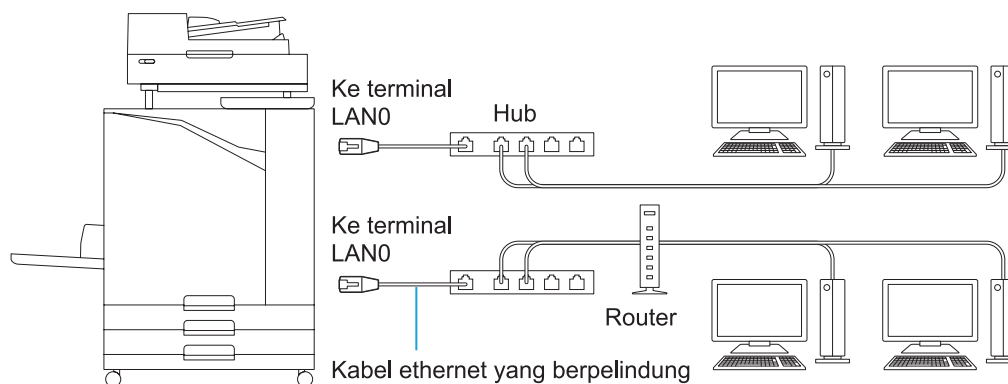 Ke terminal
LAN0
Hub
Ke terminal
LAN0
Router
Kabel ethernet yang berpelindung